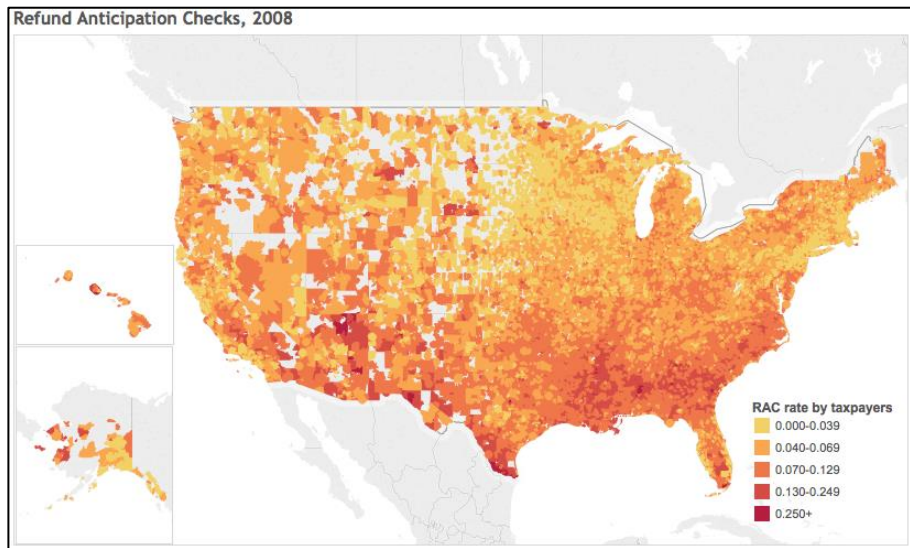 Refund Anticipation Checks, 2008
RAC rate by taxpayers
0.000-0.039
0.040-0.069
0.070-0.129
0.130-0.249
0.250+